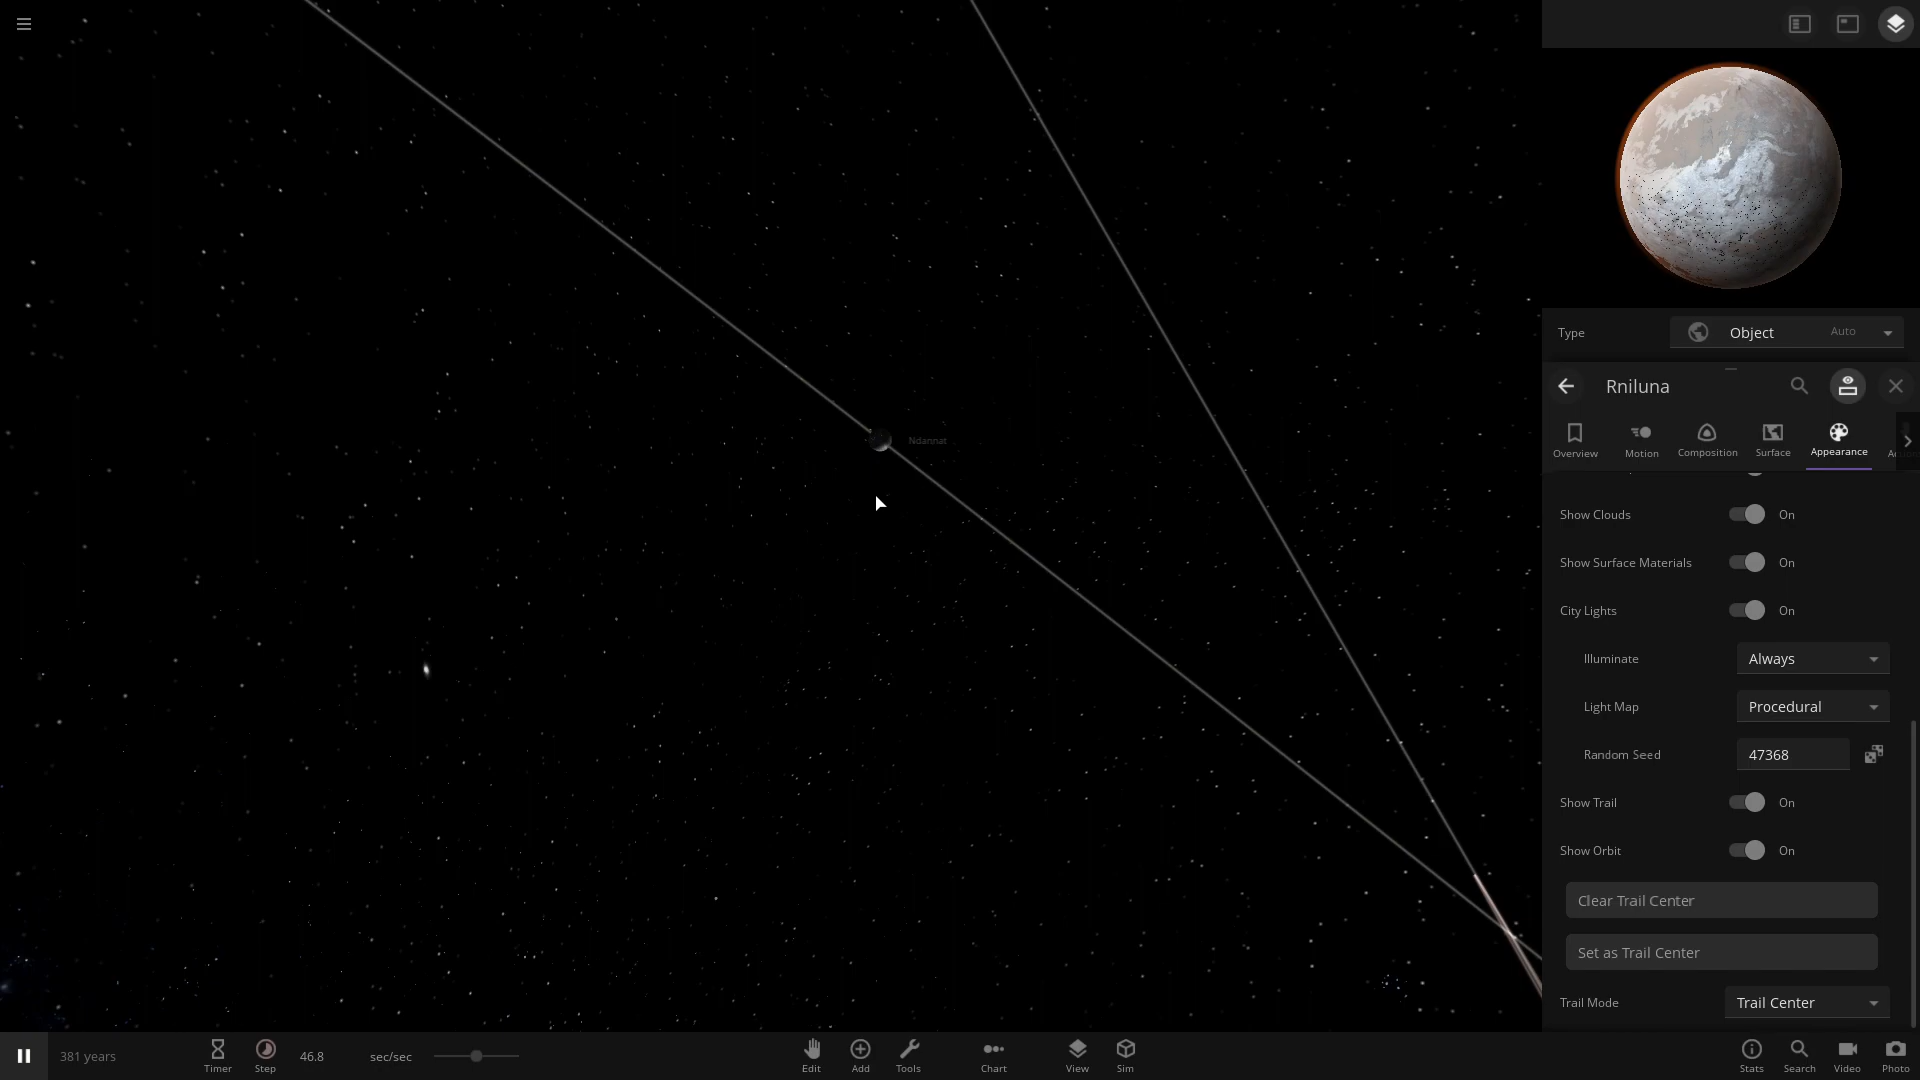 Type
Object
Auto
Rniluna
Overview
Motion
Composition
Surface
Appearance
Ndannat
Show Clouds
On
Show Surface Materials
On
City Lights
On
Illuminate
Always
Light Map
Procedural
Random Seed
47368
Show Trail
On
Show Orbit
On
Clear Trail Center
Set as Trail Center
Trail Mode
Trail Center
381 years
Timer
Step
46.8
sec/sec
Edit
Add
Tools
Chart
View
Sim
Stats
Search
Video
Photo